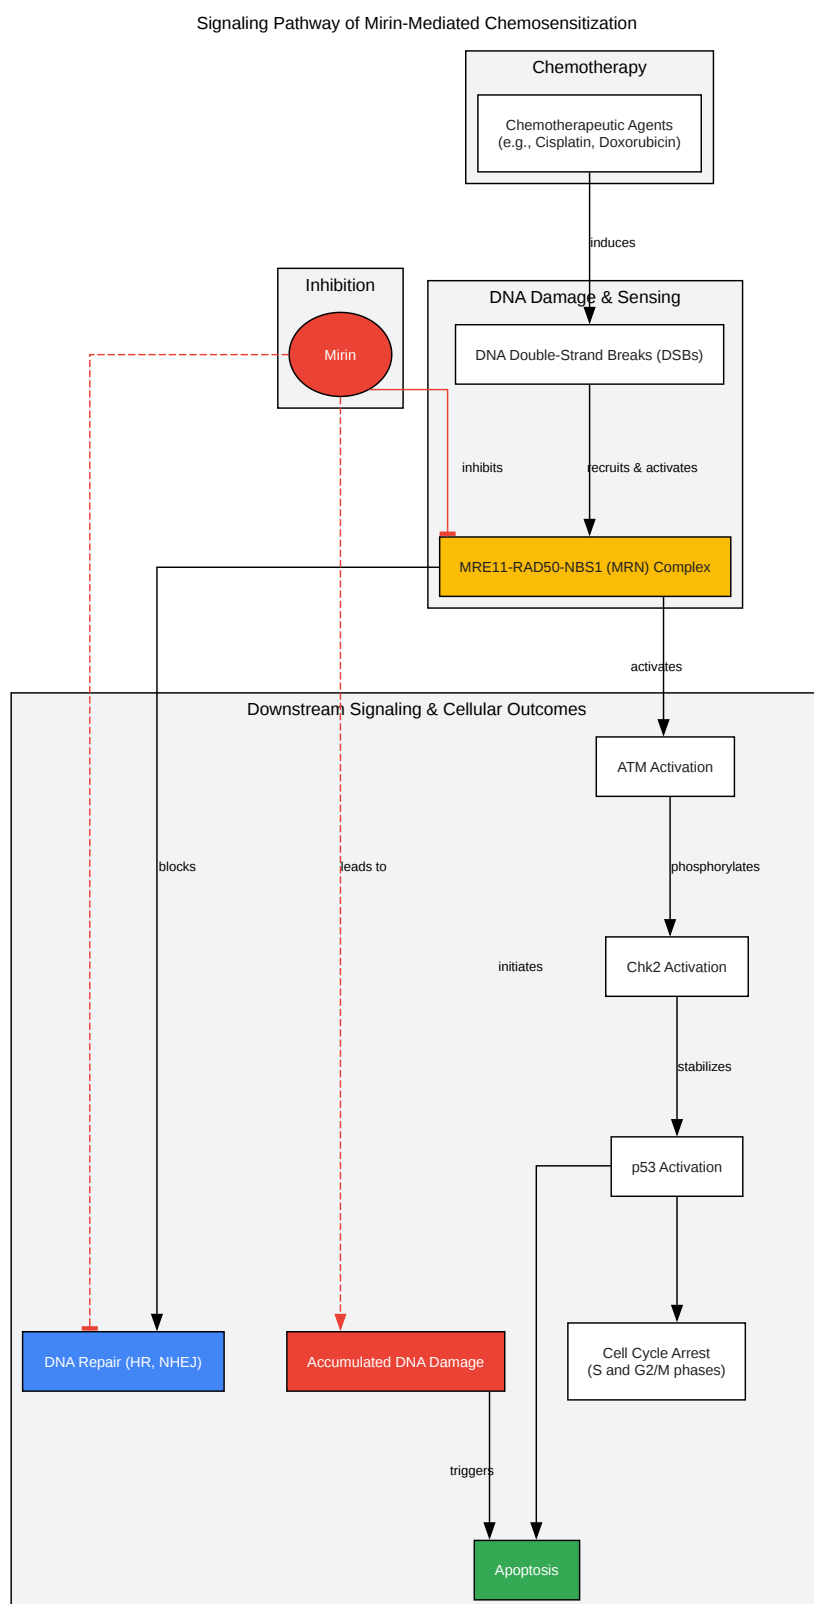 Signaling Pathway of Mirin-Mediated Chemosensitization
Chemotherapy
Chemotherapeutic Agents
(e.g., Cisplatin, Doxorubicin)
induces
Inhibition
Mirin
DNA Damage & Sensing
DNA Double-Strand Breaks (DSBs)
inhibits
recruits & activates
MRE11-RAD50-NBS1 (MRN) Complex
activates
Downstream Signaling & Cellular Outcomes
ATM Activation
blocks
leads to
phosphorylates
initiates
Chk2 Activation
stabilizes
p53 Activation
DNA Repair (HR, NHEJ)
Accumulated DNA Damage
Cell Cycle Arrest
(S and G2/M phases)
triggers
Apoptosis